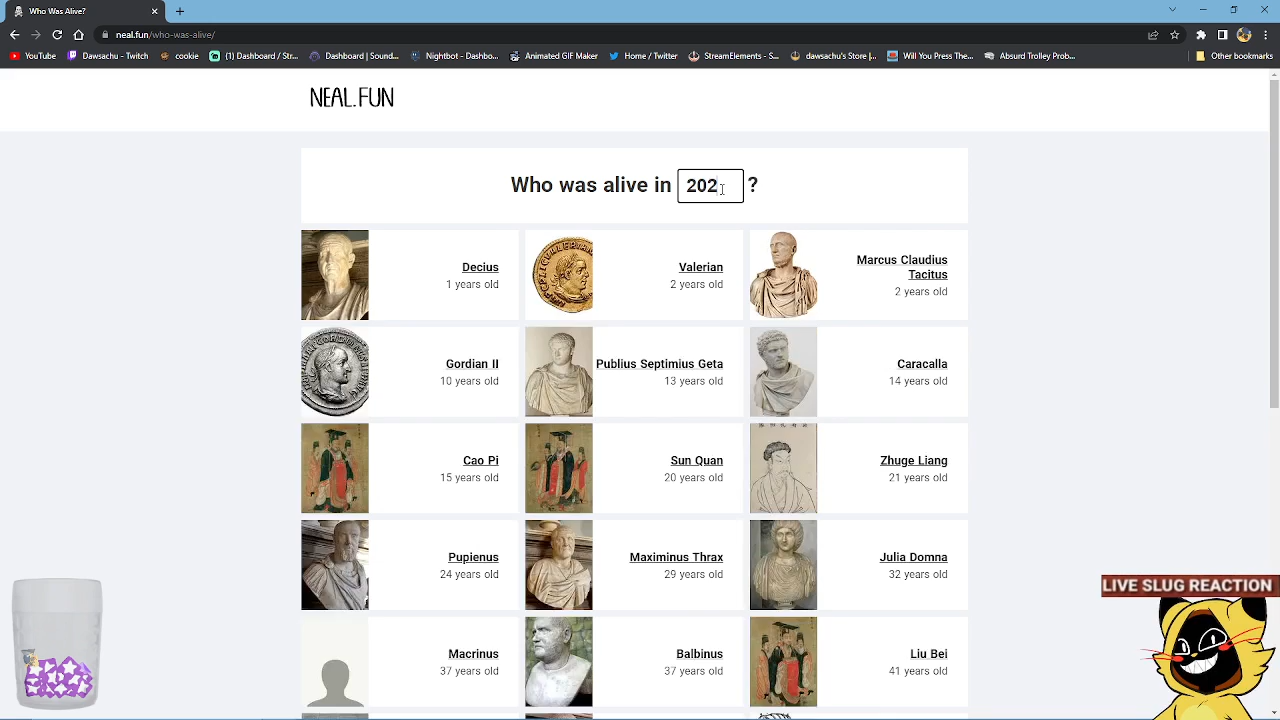 Who was Alive?
neal.fun/who-was-alive/
YouTube
Dawsachu - Twitch
cookie
(1) Dashboard / Str...
Dashboard | Sound...
Nightbot - Dashbo...
Animated GIF Maker
Home / Twitter
StreamElements - S...
dawsachu's Store |...
Well You Need The...
Absurd Trolley Prob...
Other bookmarks
NEAL.FUN
Who was alive in 202 ?
Decius
1 years old
Valerian
2 years old
Marcus Claudius
Tacitus
2 years old
Gordian II
10 years old
Publius Septimius Geta
13 years old
Caracalla
14 years old
Cao Pi
15 years old
Sun Quan
20 years old
Zhuge Liang
21 years old
Pupienus
24 years old
Maximinus Thrax
29 years old
Julia Domna
32 years old
Macrinus
37 years old
Balbinus
37 years old
Liu Bei
41 years old
LIVE SLUG REACTION